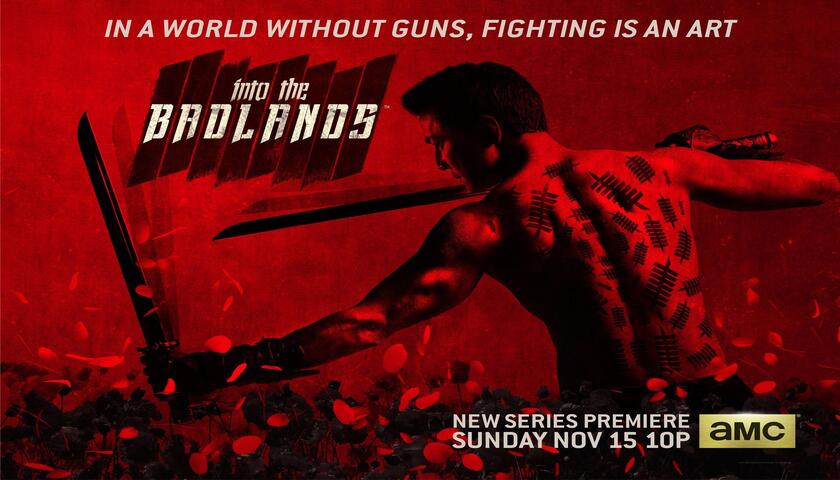 IN A WORLD WITHOUT GUNS, FIGHTING IS AN ART
into the
BADLANDS
TM
NEW SERIES PREMIERE
SUNDAY NOV 15 10P
aMC